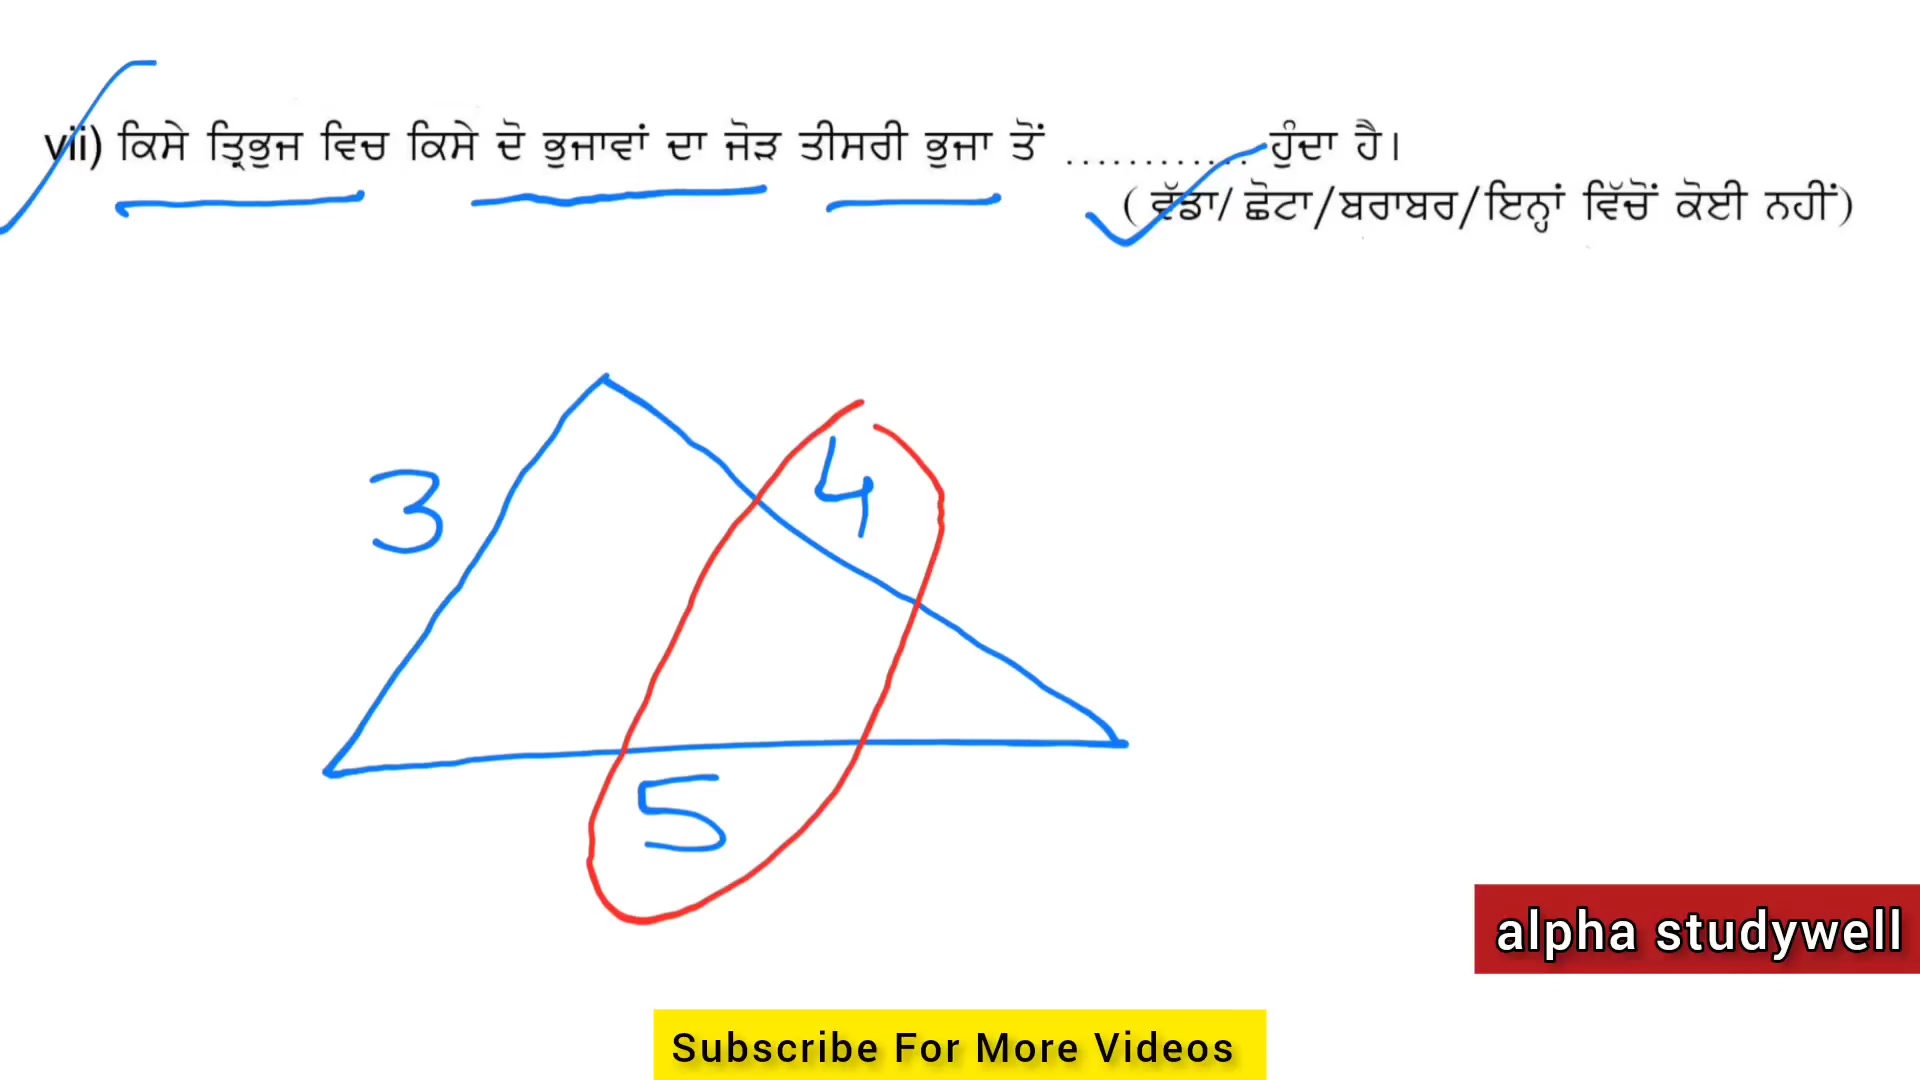 vii) ਕਿਸੇ ਤ੍ਰਿਭੁਜ ਵਿਚ ਕਿਸੇ ਦੋ ਭੁਜਾਵਾਂ ਦਾ ਜੋੜ ਤੀਸਰੀ ਭੁਜਾ ਤੋਂ ............ ਹੁੰਦਾ ਹੈ।
( ਵੱਡਾ/ ਛੋਟਾ/ਬਰਾਬਰ/ਇਨ੍ਹਾਂ ਵਿੱਚੋਂ ਕੋਈ ਨਹੀਂ)
3
4
5
alpha studywell
Subscribe For More Videos